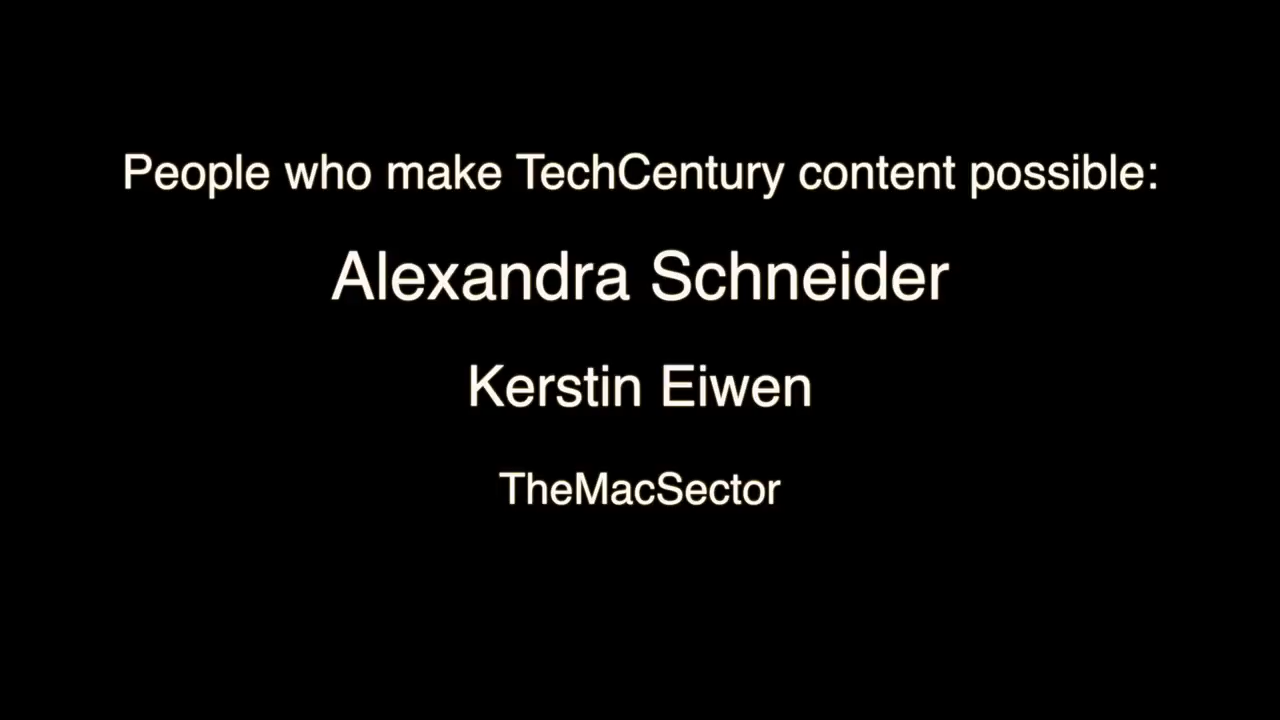 People who make TechCentury content possible:
Alexandra Schneider
Kerstin Eiwen
TheMacSector